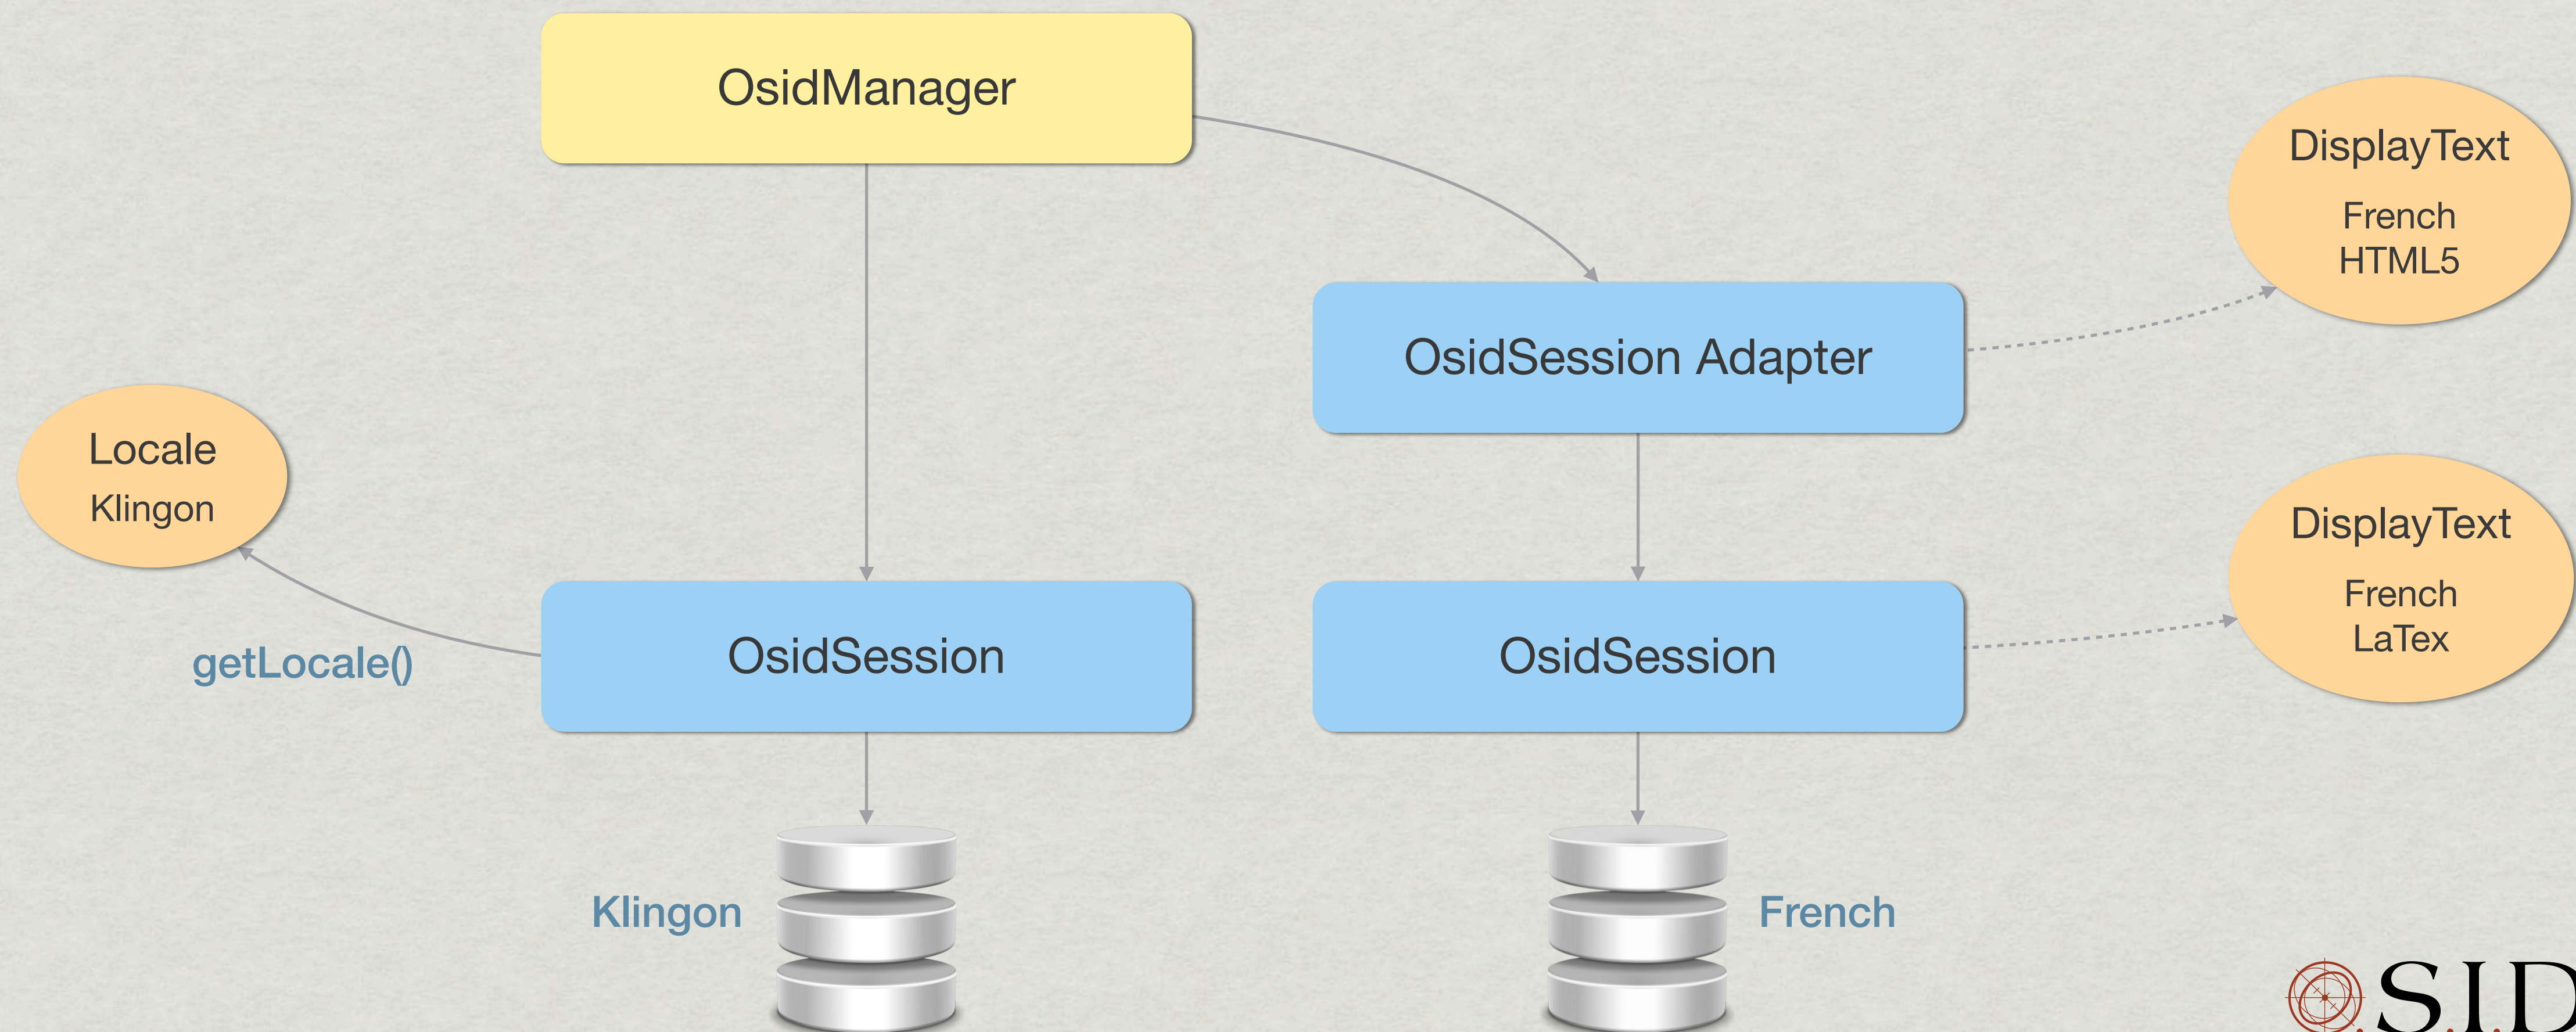 OsidManager
DisplayText
French
HTML5
OsidSession Adapter
Locale
Klingon
DisplayText
French
LaTex
getLocale()
OsidSession
OsidSession
Klingon
French
O.S.I.D